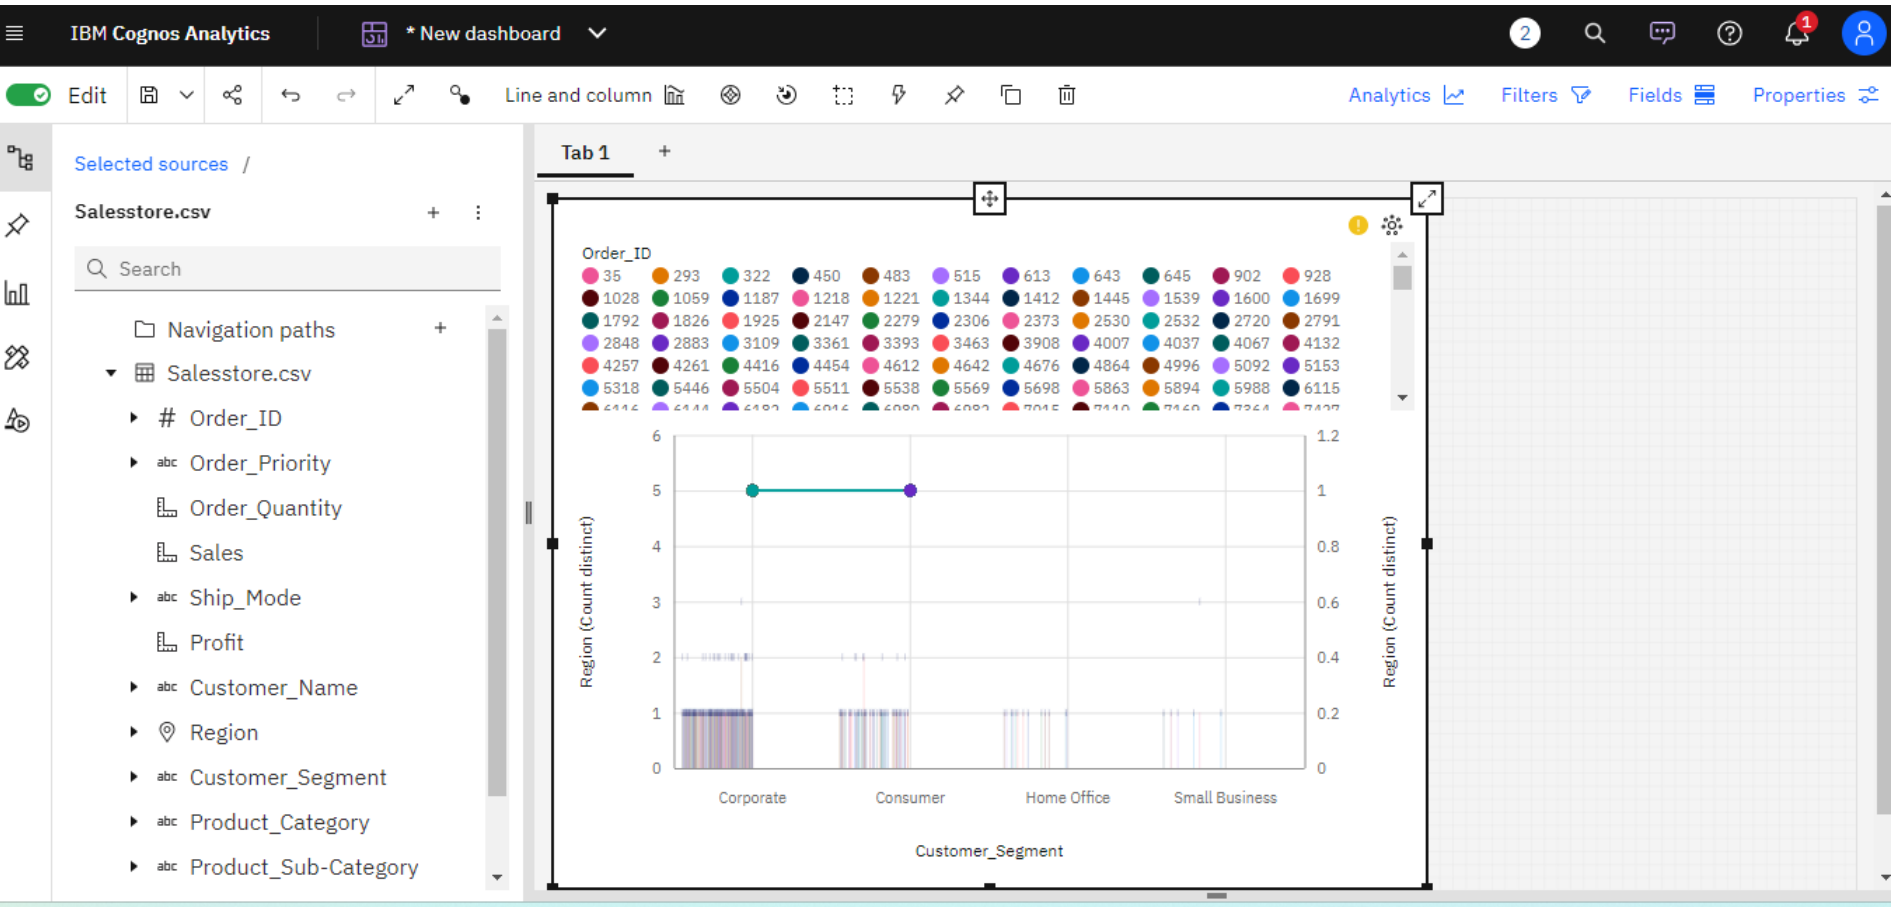 IBM Cognos Analytics
* New dashboard
2
1
Edit
Line and column
Analytics
Filters
Fields
Properties
Selected sources /
Salesstore.csv
Search
Navigation paths
Salesstore.csv
# Order_ID
abc Order_Priority
Order_Quantity
Sales
abc Ship_Mode
Profit
abc Customer_Name
Region
abc Customer_Segment
abc Product_Category
abc Product_Sub-Category
Tab 1
Order_ID
35 293 322 450 483 515 613 643 645 902 928
1028 1059 1187 1218 1221 1344 1412 1445 1539 1600 1699
1792 1826 1925 2147 2279 2306 2373 2530 2532 2720 2791
2848 2883 3109 3361 3393 3463 3908 4007 4037 4067 4132
4257 4261 4416 4454 4612 4642 4676 4864 4996 5092 5153
5318 5446 5504 5511 5538 5569 5698 5863 5894 5988 6115
Region (Count distinct)
6
5
4
3
2
1
0
1.2
1
0.8
0.6
0.4
0.2
0
Region (Count distinct)
Corporate Consumer Home Office Small Business
Customer_Segment